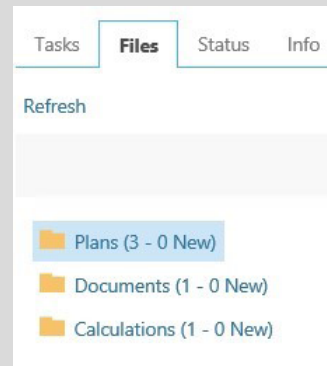 Tasks Files Status Info
Refresh
Plans (3 - 0 New)
Documents (1 - 0 New)
Calculations (1 - 0 New)